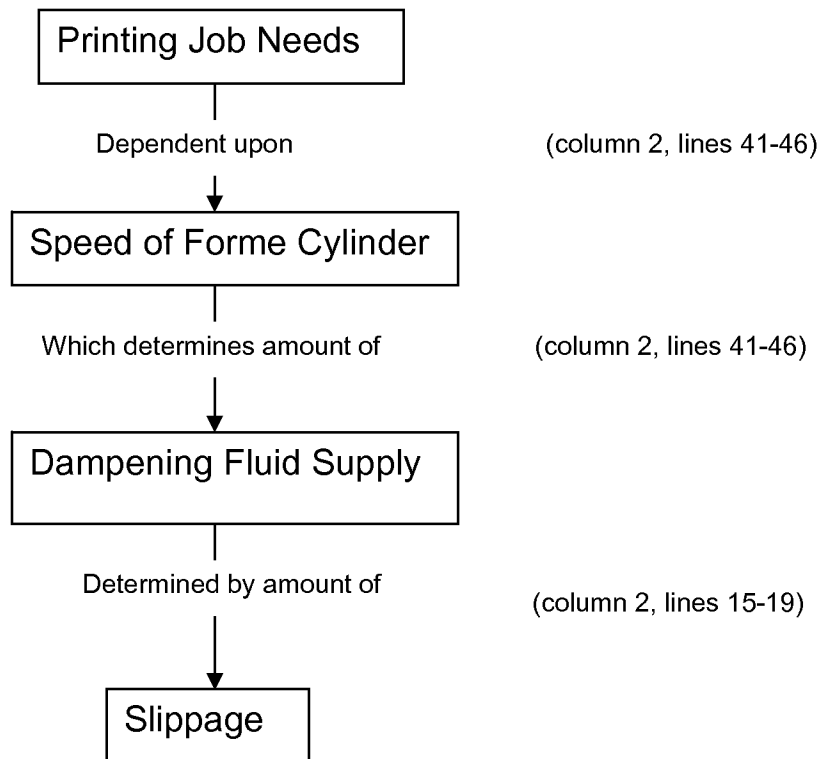 Printing Job Needs
Dependent upon (column 2, lines 41-46)
Speed of Forme Cylinder
Which determines amount of (column 2, lines 41-46)
Dampening Fluid Supply
Determined by amount of (column 2, lines 15-19)
Slippage